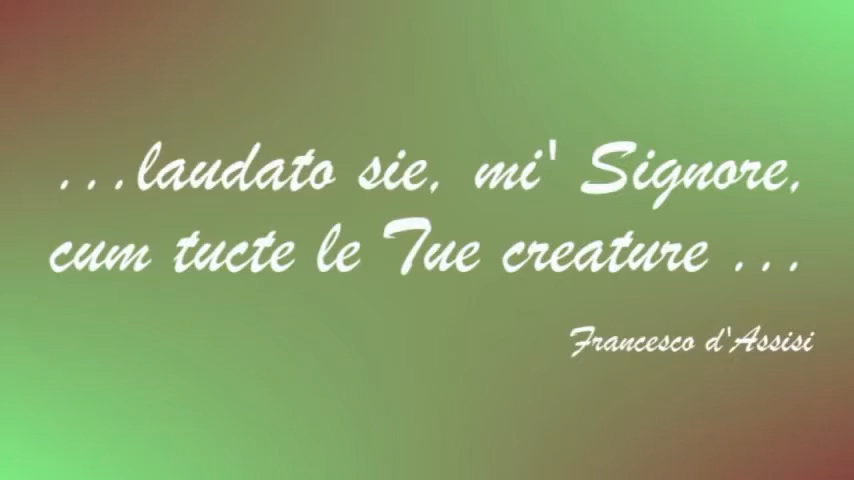 ...laudato sie, mi' Signore,
cum tucte le Tue creature ...
Francesco d'Assisi